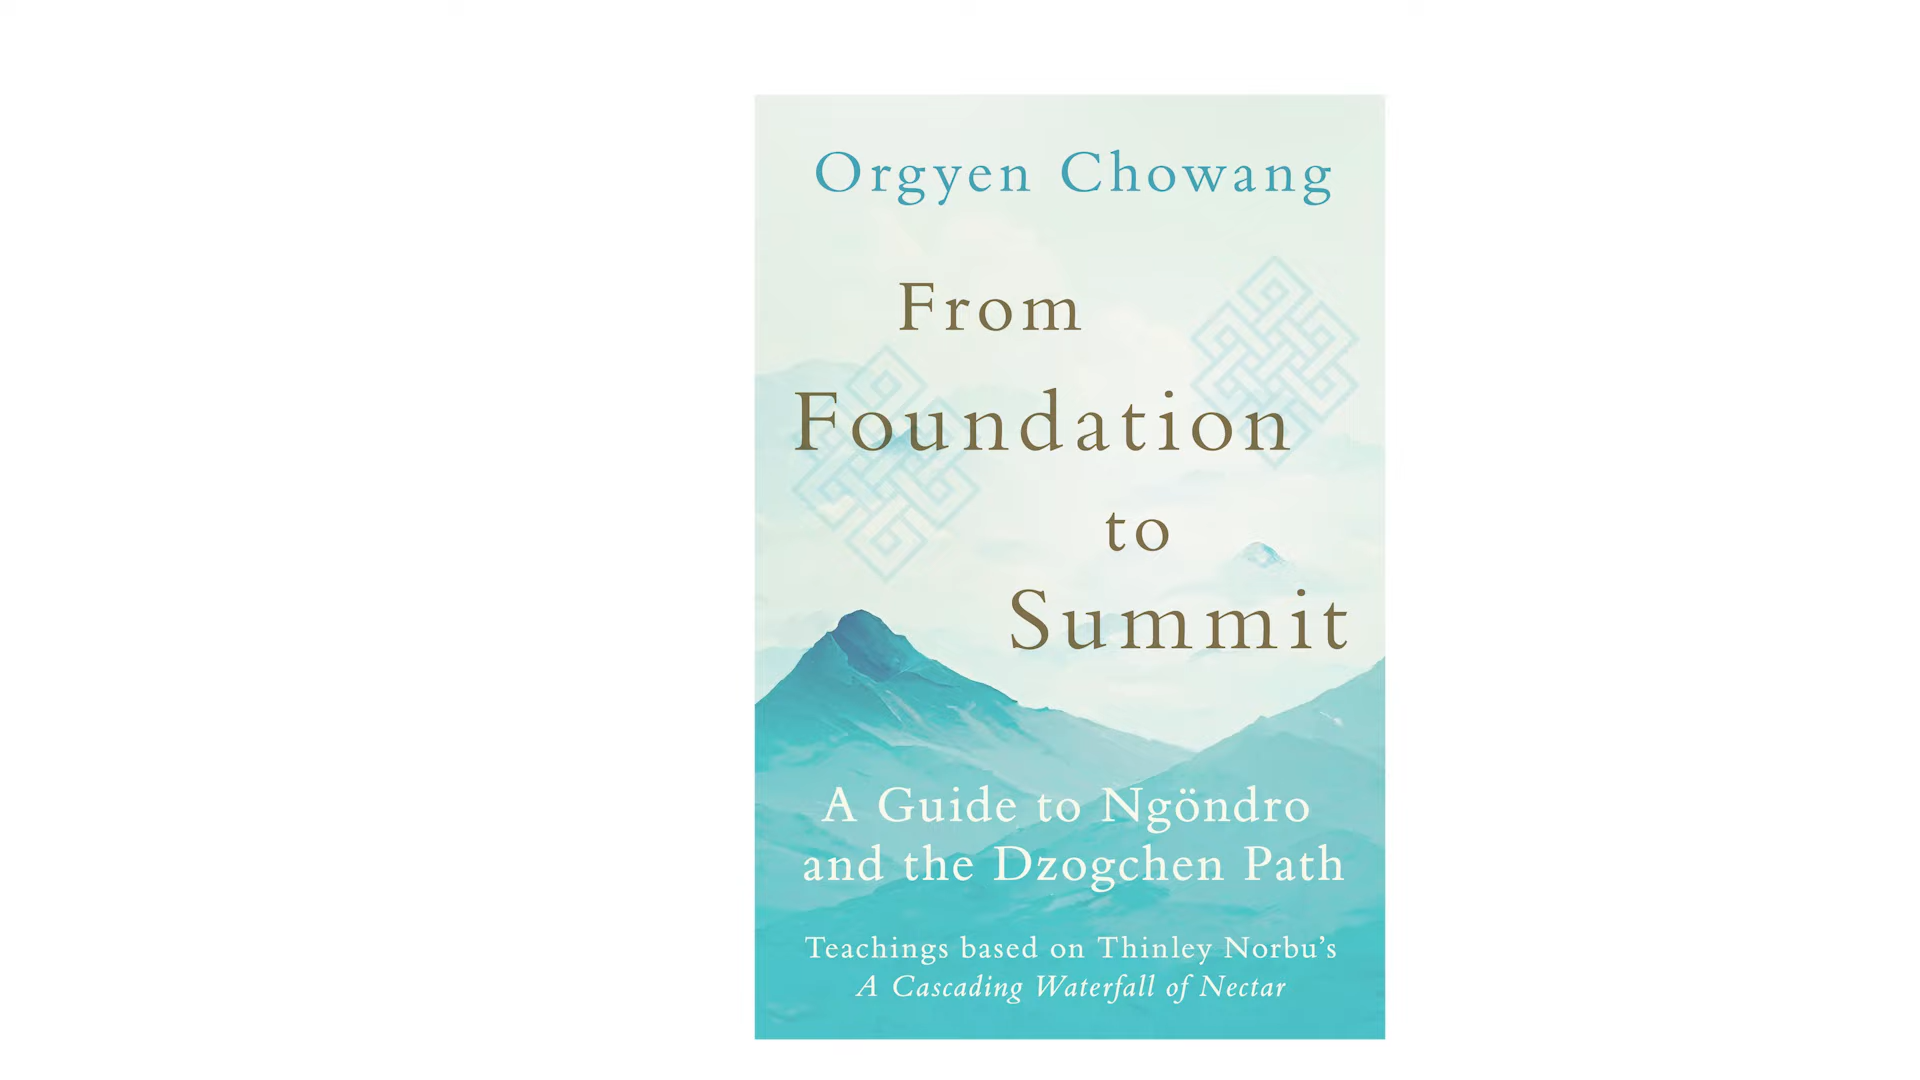 Orgyen Chowang
From
Foundation
to
Summit
A Guide to Ngöndro
and the Dzogchen Path
Teachings based on Thinley Norbu’s
A Cascading Waterfall of Nectar